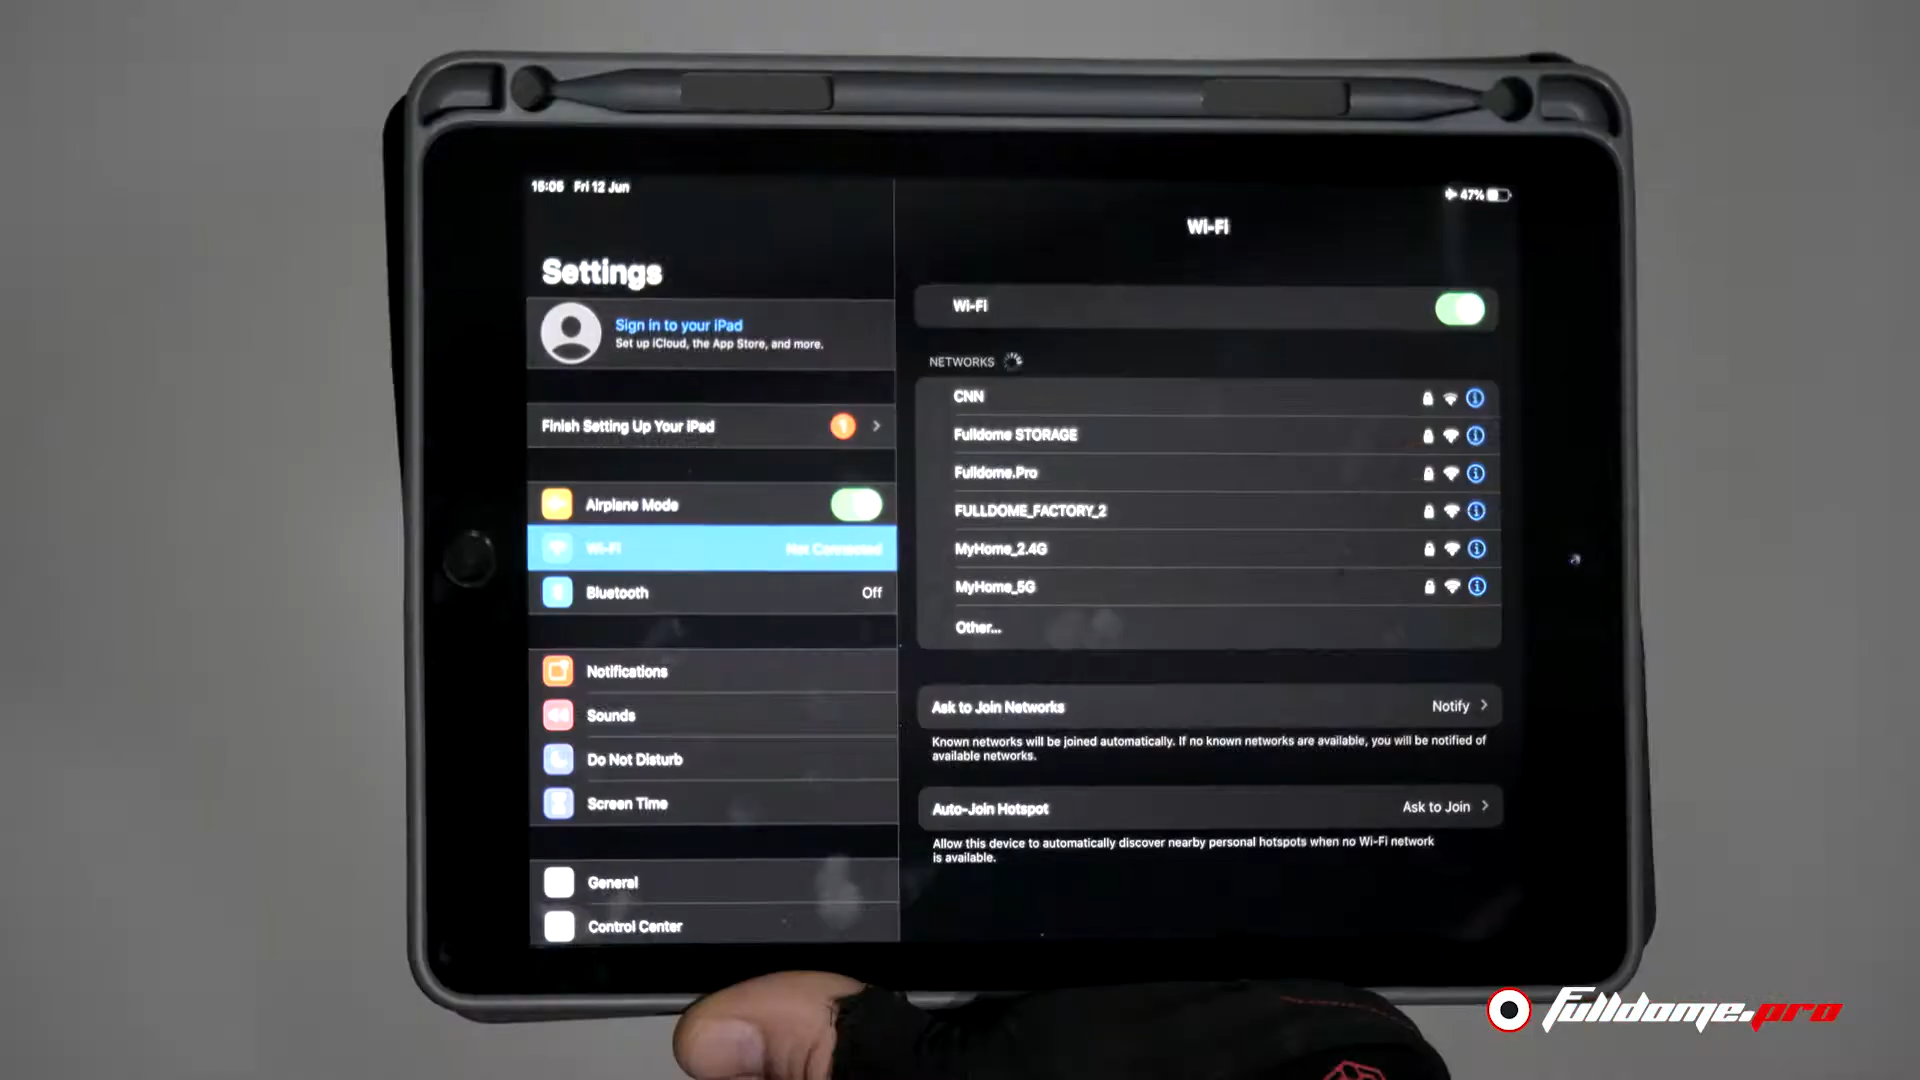 16:06 Fri 12 Jun
47%
Wi-Fi
Settings
Wi-Fi
Sign in to your iPad
Set up iCloud, the App Store, and more.
NETWORKS
CNN
Finish Setting Up Your iPad
1
Fulldome STORAGE
Fulldome.Pro
Airplane Mode
FULLDOME_FACTORY_2
Wi-Fi
Not Connected
MyHome_2.4G
Bluetooth
Off
MyHome_5G
Other...
Notifications
Ask to Join Networks
Notify
Sounds
Known networks will be joined automatically. If no known networks are available, you will be notified of
available networks.
Do Not Disturb
Screen Time
Auto-Join Hotspot
Ask to Join
Allow this device to automatically discover nearby personal hotspots when no Wi-Fi network
is available.
General
Control Center
Fulldome.pro